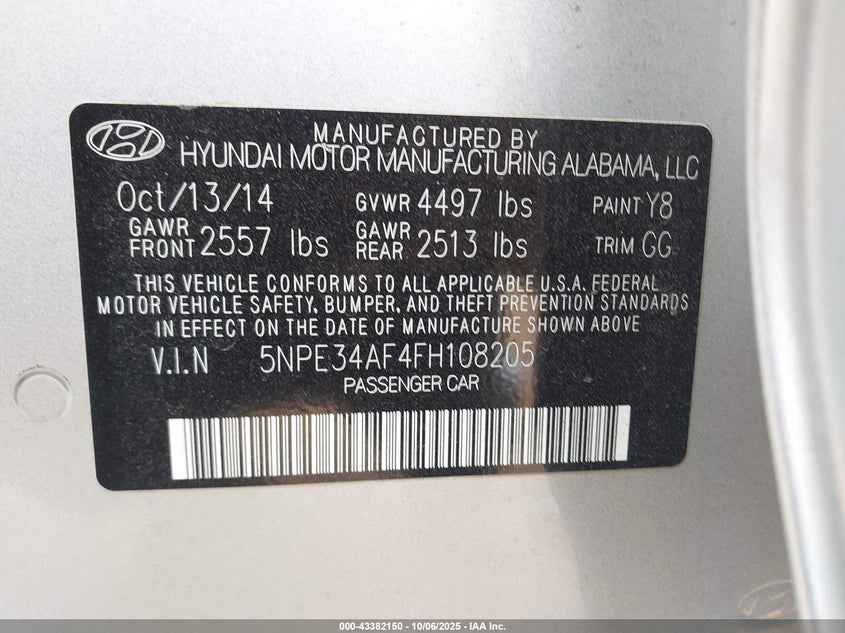 MANUFACTURED BY
HYUNDAI MOTOR MANUFACTURING ALABAMA, LLC
Oct/13/14 GVWR 4497 lbs PAINT Y8
GAWR FRONT 2557 lbs GAWR REAR 2513 lbs TRIM GG
THIS VEHICLE CONFORMS TO ALL APPLICABLE U.S.A. FEDERAL
MOTOR VEHICLE SAFETY, BUMPER, AND THEFT PREVENTION STANDARDS
IN EFFECT ON THE DATE OF MANUFACTURE SHOWN ABOVE
V.I.N 5NPE34AF4FH108205
PASSENGER CAR
000-43382150 - 10/06/2025 - IAA Inc.